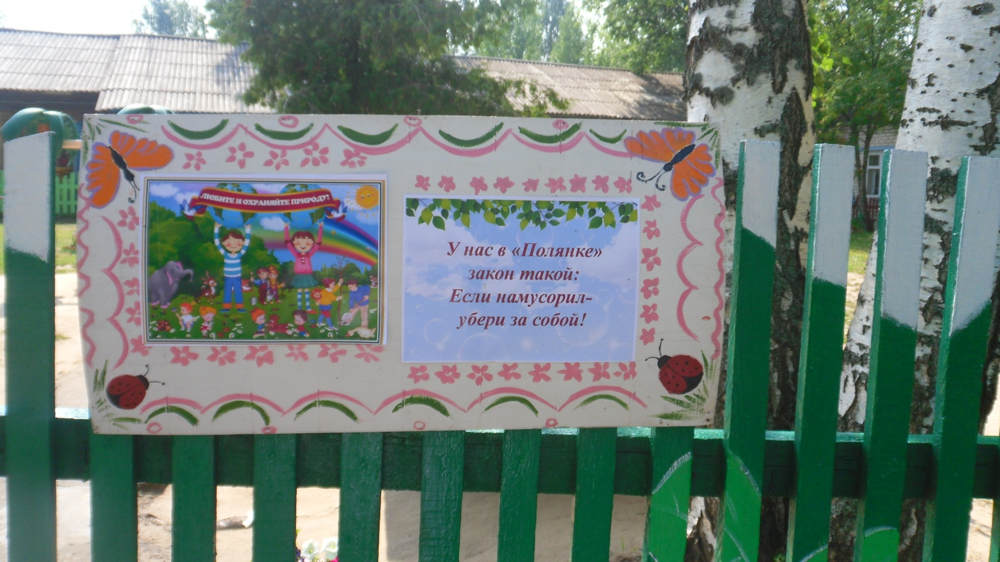 ЛЮБИТЕ И ОХРАНЯЙТЕ ПРИРОДУ!
У нас в «Полянке»
закон такой:
Если намусорил-
убери за собой!